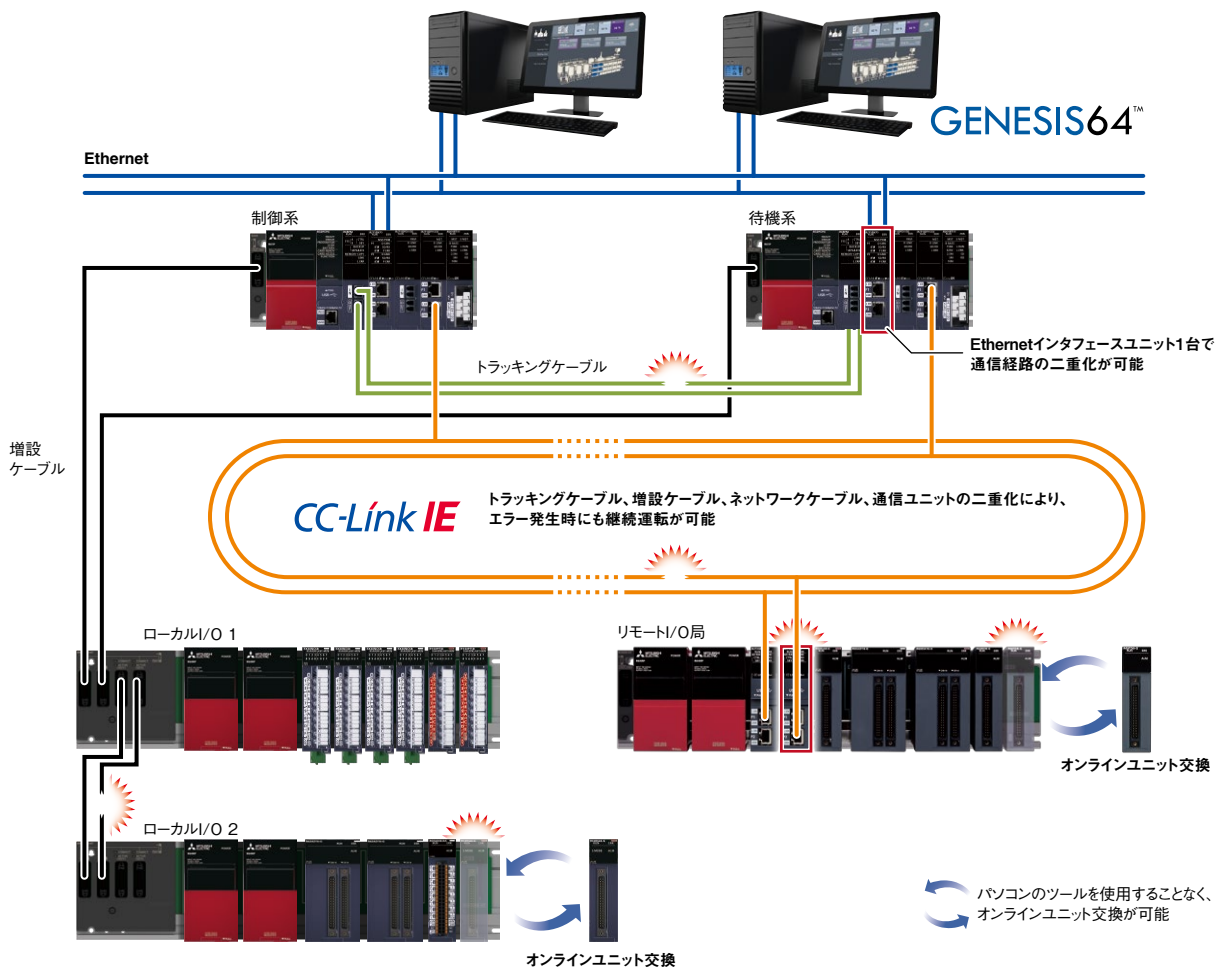 GENESIS64™
Ethernet
制御系
待機系
Ethernetインタフェースユニット1台で
通信経路の二重化が可能
トラッキングケーブル
増設
ケーブル
CC-Link IE
トラッキングケーブル、増設ケーブル、ネットワークケーブル、通信ユニットの二重化により、
エラー発生時にも継続運転が可能
ローカルI/O 1
リモートI/O局
オンラインユニット交換
ローカルI/O 2
パソコンのツールを使用することなく、
オンラインユニット交換が可能
オンラインユニット交換